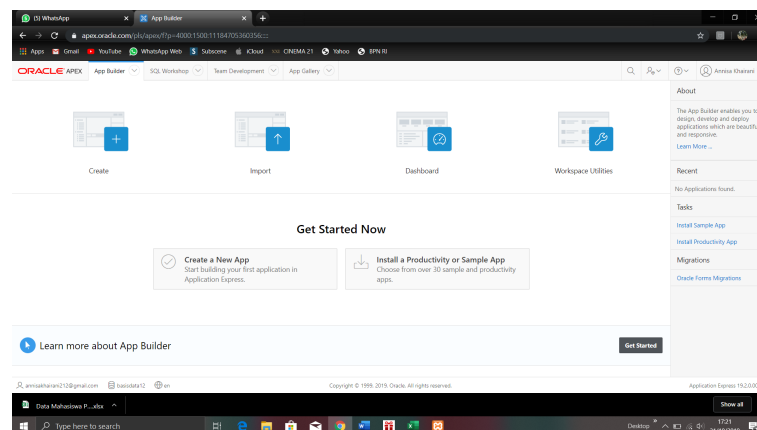 (5) WhatsApp
App Builder
apex.oracle.com/pls/apex/f?p=4000:1500:11184705360356::::
Apps
Gmail
YouTube
WhatsApp Web
Subscene
iCloud
CINEMA 21
Yahoo
BPN RI
ORACLE APEX
App Builder
SQL Workshop
Team Development
App Gallery
Annisa Khairani
Create
Import
Dashboard
Workspace Utilities
About
The App Builder enables you to
design, develop and deploy
applications which are beautifu
and responsive.
Learn More ...
Recent
No Applications found.
Tasks
Install Sample App
Install Productivity App
Migrations
Oracle Forms Migrations
Get Started Now
Create a New App
Start building your first application in
Application Express.
Install a Productivity or Sample App
Choose from over 30 sample and productivity
apps.
Learn more about App Builder
Get Started
annisakhairani212@gmail.com
basisdata12
en
Copyright © 1999, 2019, Oracle. All rights reserved.
Application Express 19.2.0.00
Data Mahasiswa P....xlsx
Show all
Type here to search
Desktop
17:21